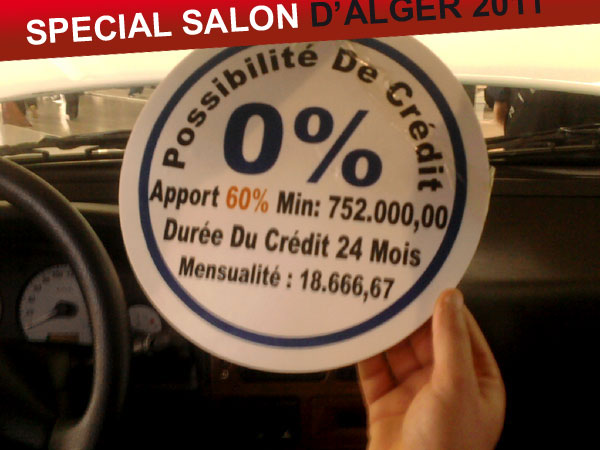 SPECIAL SALON D'ALGER 2011
Possibilité De Crédit
0%
Apport 60% Min: 752.000,00
Durée Du Crédit 24 Mois
Mensualité : 18.666,67